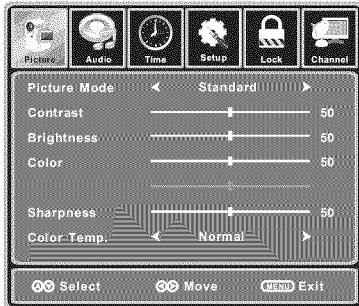 Picture Audio Time Setup Lock Channel
Picture Mode Standard
Contrast 50
Brightness 50
Color 50
Sharpness 50
Color Temp. Normal
Select Move MENU Exit